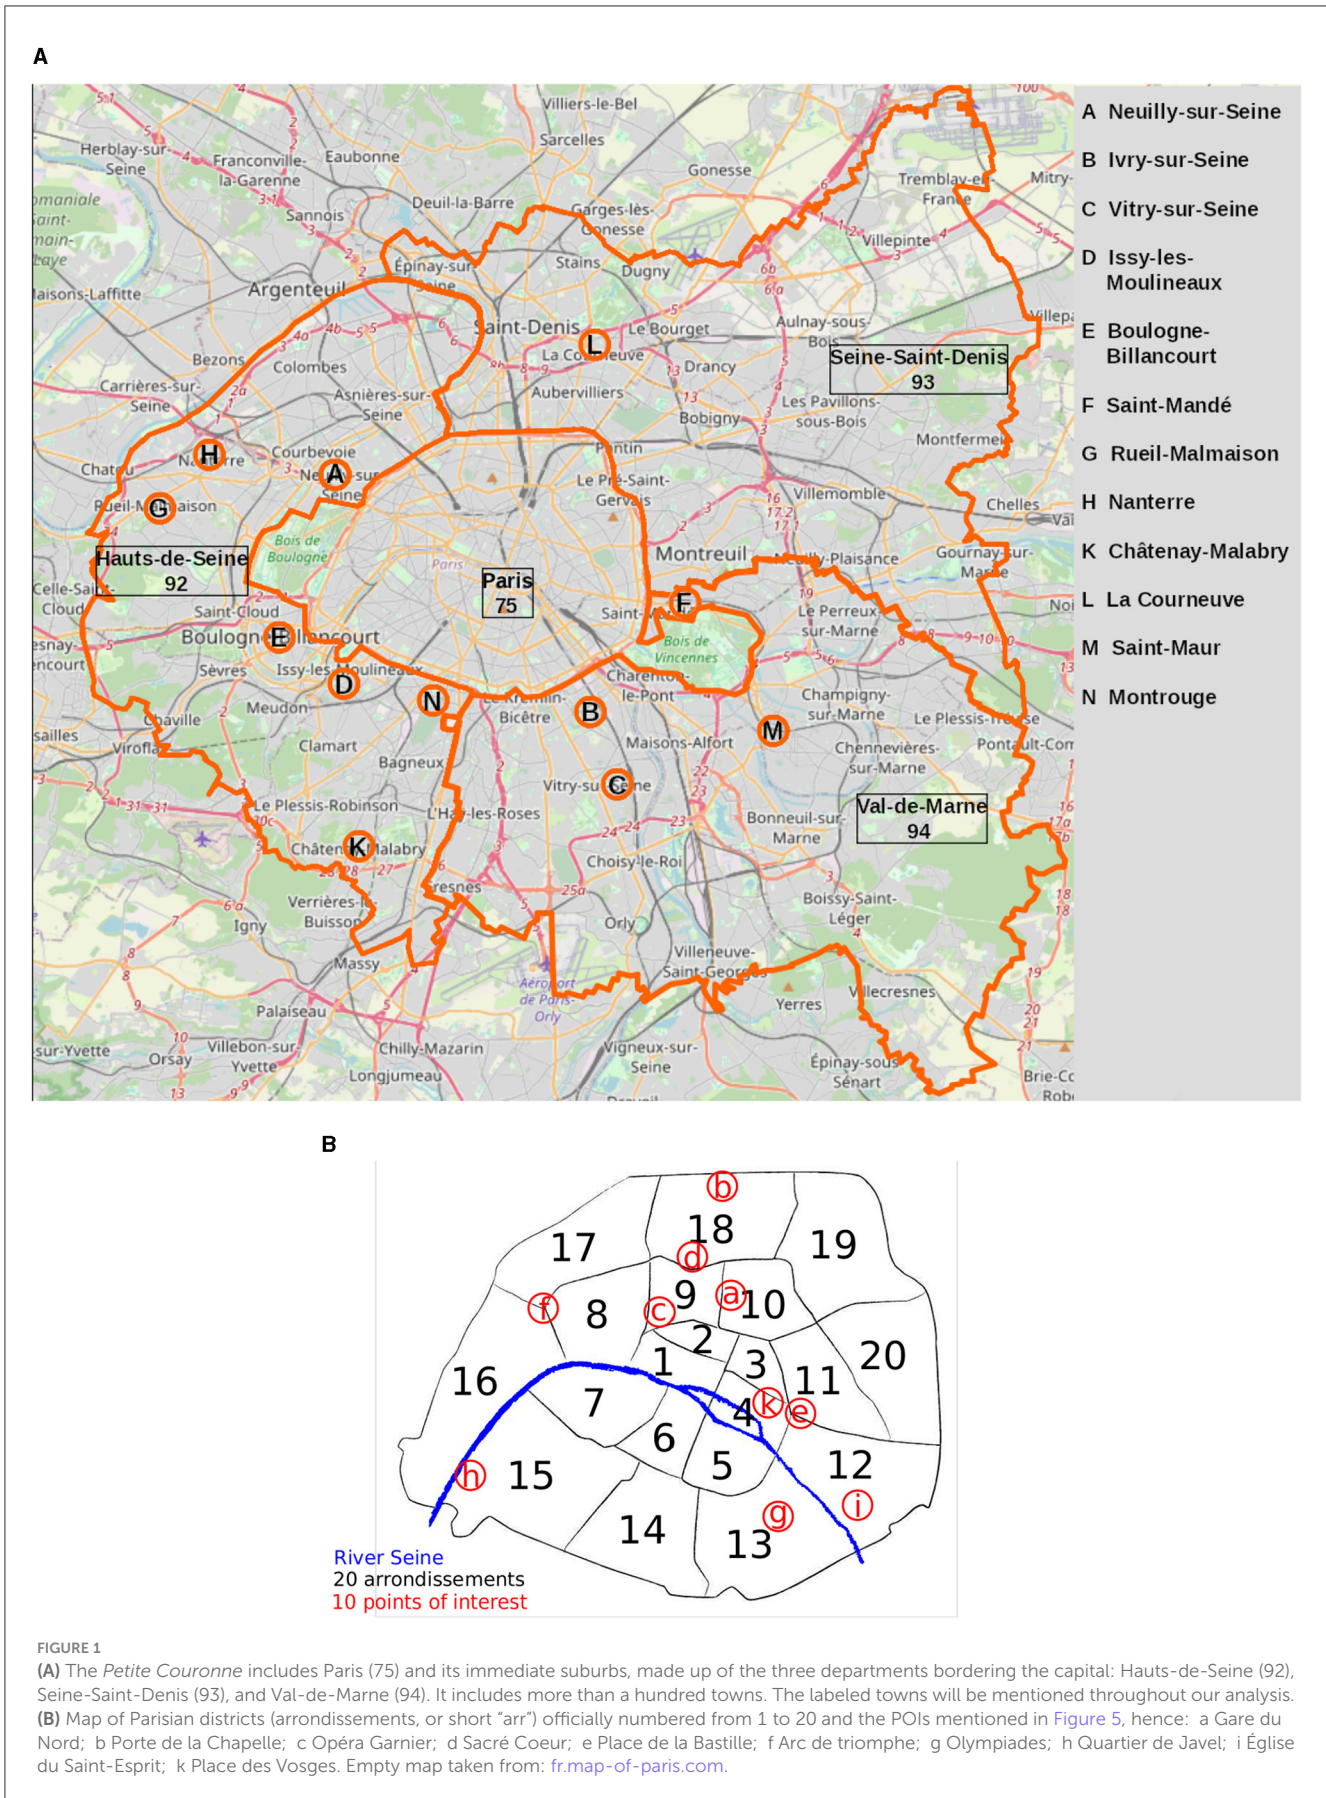 A
Villiers-le-Bel
Herblay-sur-
Seine
Franconville-
la-Garenne
Eaubonne
Sarcelles
Gonesse
Tremblay-en-
France
Mitry-
Sannois
Deuil-la-Barre
Garges-lès-
Gonesse
Villepinte
Épinay-sur-
Seine
Stains
Dugny
Argenteuil
Saint-Denis
Le Bourget
Aulnay-sous-
Bois
Bezons
Colombes
Drancy
Carrières-sur-
Seine
Asnières-sur-
Seine
Aubervilliers
Bobigny
Les Pavillons-
sous-Bois
Seine-Saint-Denis
93
Courbevoie
Pantin
Le Pré-Saint-
Gervais
Villemomble
Chelles
Bois de
Boulogne
Paris
Montreuil
Gournay-sur-
Marne
Hauts-de-Seine
92
Paris
75
Saint-Cloud
Le Perreux-
sur-Marne
Sèvres
Issy-les-Moulineaux
Bois de
Vincennes
Charenton-
le-Pont
Meudon
Le Kremlin-
Bicêtre
Champigny-
sur-Marne
Chaville
Clamart
Bagneux
Maisons-Alfort
Chennevières-
sur-Marne
Le Plessis-Robinson
L'Haÿ-les-Roses
Bonneuil-sur-
Marne
Val-de-Marne
94
Choisy-le-Roi
Verrières-le-
Buisson
Fresnes
Igny
Orly
Boissy-Saint-
Léger
Massy
Villeneuve-
Saint-Georges
Aéroport
de Paris-
Orly
Yerres
Villecresnes
Palaiseau
Orsay
Villebon-sur-
Yvette
Chilly-Mazarin
Longjumeau
Vigneux-sur-
Seine
Épinay-sous-
Sénart
A Neuilly-sur-Seine
B Ivry-sur-Seine
C Vitry-sur-Seine
D Issy-les-
Moulineaux
E Boulogne-
Billancourt
F Saint-Mandé
G Rueil-Malmaison
H Nanterre
K Châtenay-Malabry
L La Courneuve
M Saint-Maur
N Montrouge
B
b
18
17
19
d
f
8
c
9
a
10
2
1
3
11
20
16
7
4
k
e
6
5
12
h
15
g
i
14
13
River Seine
20 arrondissements
10 points of interest
FIGURE 1
(A) The Petite Couronne includes Paris (75) and its immediate suburbs, made up of the three departments bordering the capital: Hauts-de-Seine (92),
Seine-Saint-Denis (93), and Val-de-Marne (94). It includes more than a hundred towns. The labeled towns will be mentioned throughout our analysis.
(B) Map of Parisian districts (arrondissements, or short “arr”) officially numbered from 1 to 20 and the POIs mentioned in Figure 5, hence: a Gare du
Nord; b Porte de la Chapelle; c Opéra Garnier; d Sacré Coeur; e Place de la Bastille; f Arc de triomphe; g Olympiades; h Quartier de Javel; i Église
du Saint-Esprit; k Place des Vosges. Empty map taken from: fr.map-of-paris.com.